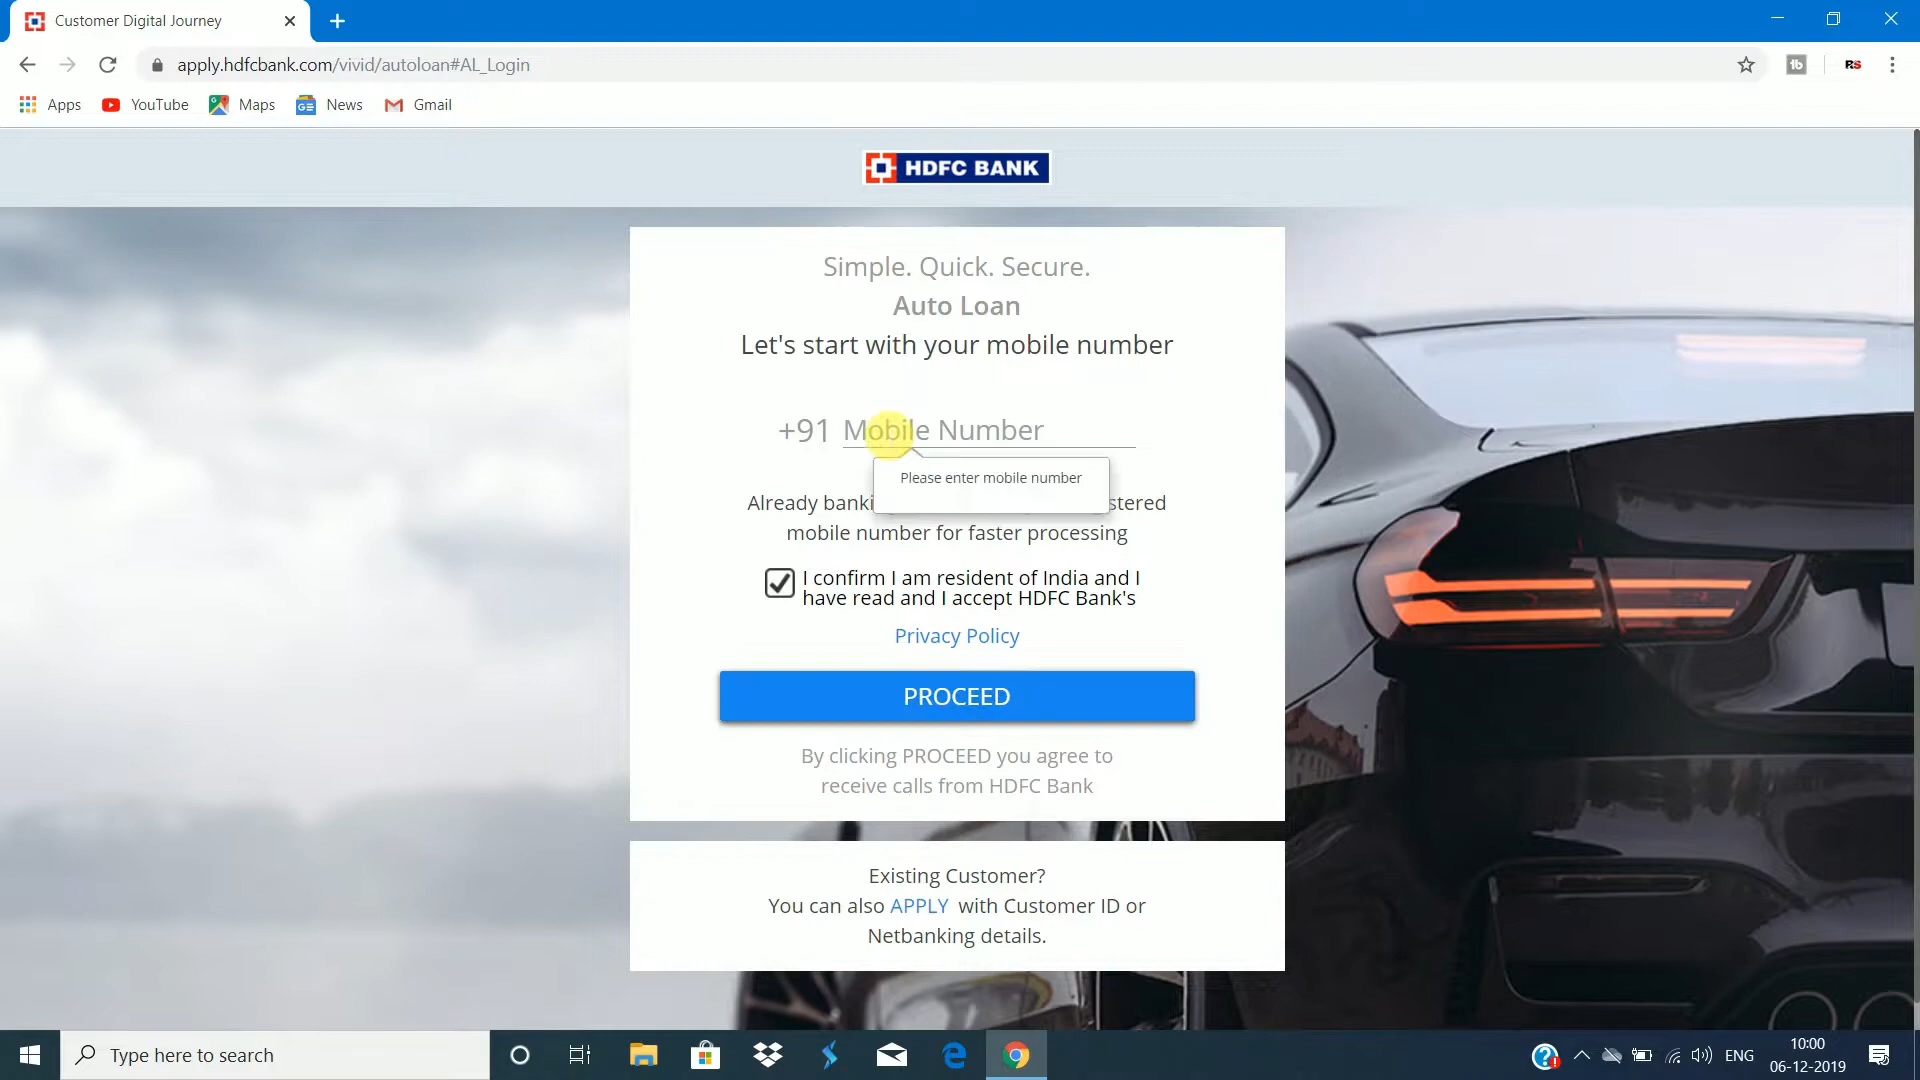 Customer Digital Journey
apply.hdfcbank.com/vivid/autoloan#AL_Login
Apps YouTube Maps News Gmail
HDFC BANK
Simple. Quick. Secure.
Auto Loan
Let's start with your mobile number
+91 Mobile Number
Please enter mobile number
Already banki stered
mobile number for faster processing
I confirm I am resident of India and I
have read and I accept HDFC Bank's
Privacy Policy
PROCEED
By clicking PROCEED you agree to
receive calls from HDFC Bank
Existing Customer?
You can also APPLY with Customer ID or
Netbanking details.
Type here to search
ENG
10:00
06-12-2019